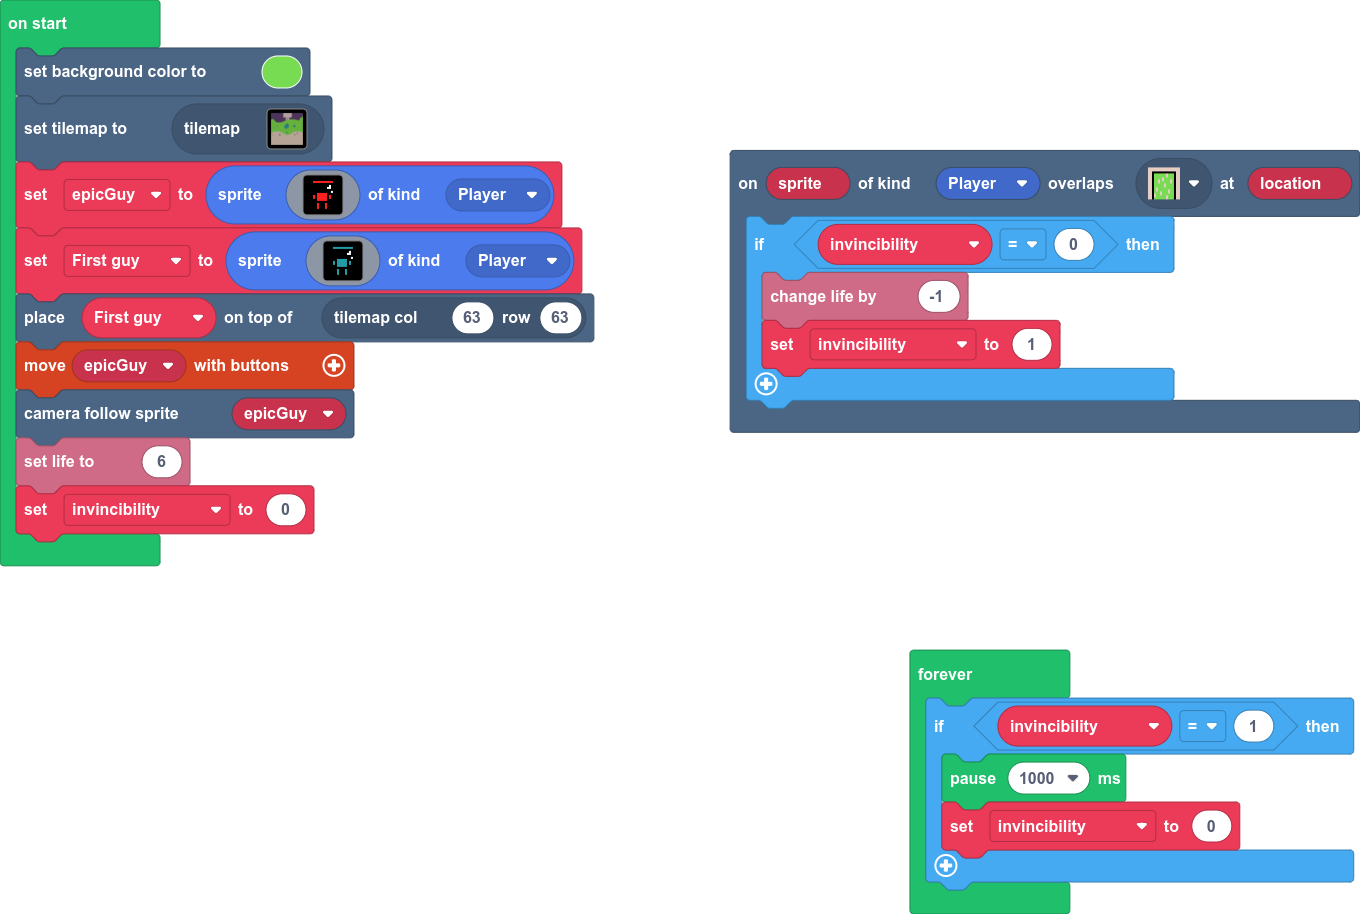 on start
set background color to
set tilemap to tilemap
set epicGuy to sprite of kind Player
set First guy to sprite of kind Player
place First guy on top of tilemap col 63 row 63
move epicGuy with buttons
camera follow sprite epicGuy
set life to 6
set invincibility to 0
on sprite of kind Player overlaps at location
if invincibility = 0 then
change life by -1
set invincibility to 1
forever
if invincibility = 1 then
pause 1000 ms
set invincibility to 0